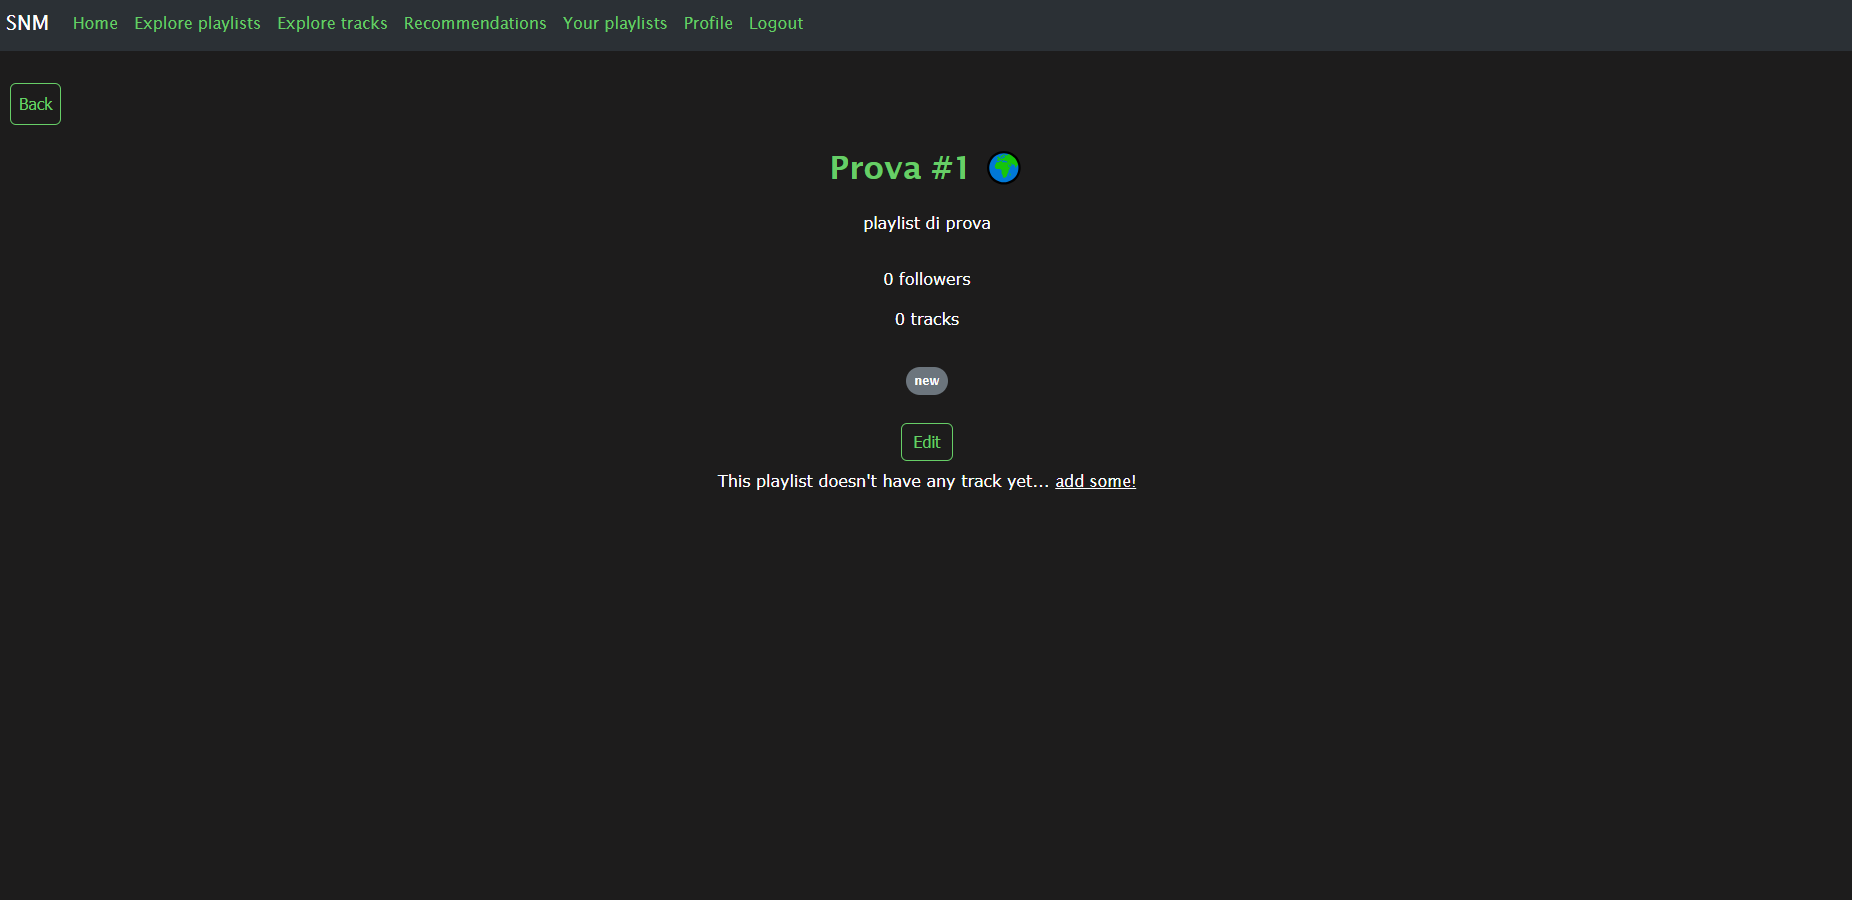 SNM Home Explore playlists Explore tracks Recommendations Your playlists Profile Logout
Back
Prova #1
playlist di prova
0 followers
0 tracks
new
Edit
This playlist doesn't have any track yet... add some!